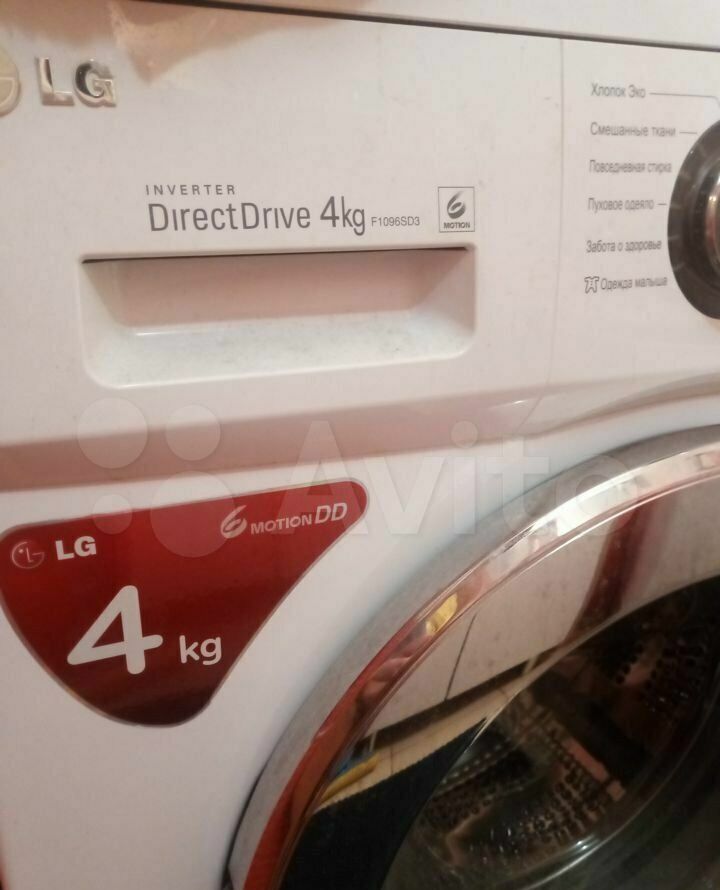 LG
INVERTER
DirectDrive 4kg F1096SD3
6 MOTION
Хлопок Эко
Смешанные ткани
Повседневная стирка
Пуховое одеяло
Забота о здоровье
Одежда малыша
Avito
LG
6 MOTION DD
4 kg